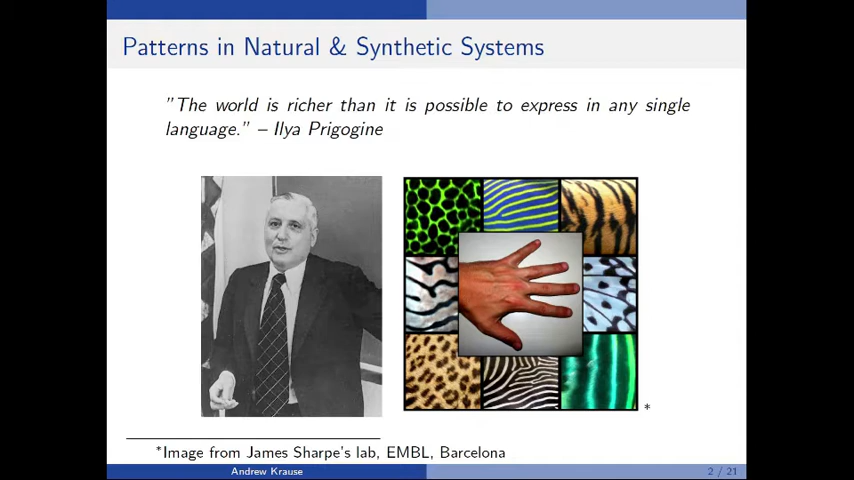 Patterns in Natural & Synthetic Systems
"The world is richer than it is possible to express in any single
language." – Ilya Prigogine
*
*Image from James Sharpe's lab, EMBL, Barcelona
Andrew Krause
2 / 21